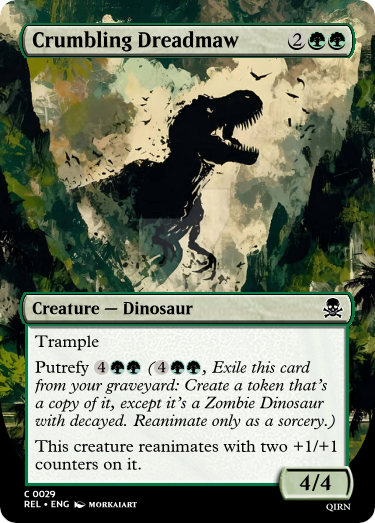 Crumbling Dreadmaw 2
Creature — Dinosaur
Trample
Putrefy 4 (4, Exile this card
from your graveyard: Create a token that's
a copy of it, except it's a Zombie Dinosaur
with decayed. Reanimate only as a sorcery.)
This creature reanimates with two +1/+1
counters on it.
4/4
C 0029
REL • ENG MORKAIART
QIRN